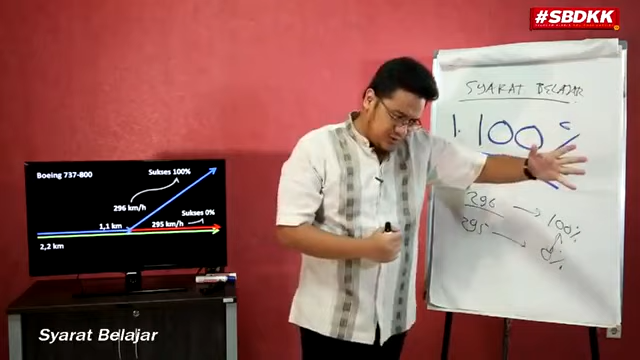 #SBDKK
SYARAT BELAJAR
1. 100%
296 → 100%
295 → 0%
Boeing 737-800
Sukses 100%
296 km/h
Sukses 0%
1,1 km
295 km/h
2,2 km
Syarat Belajar